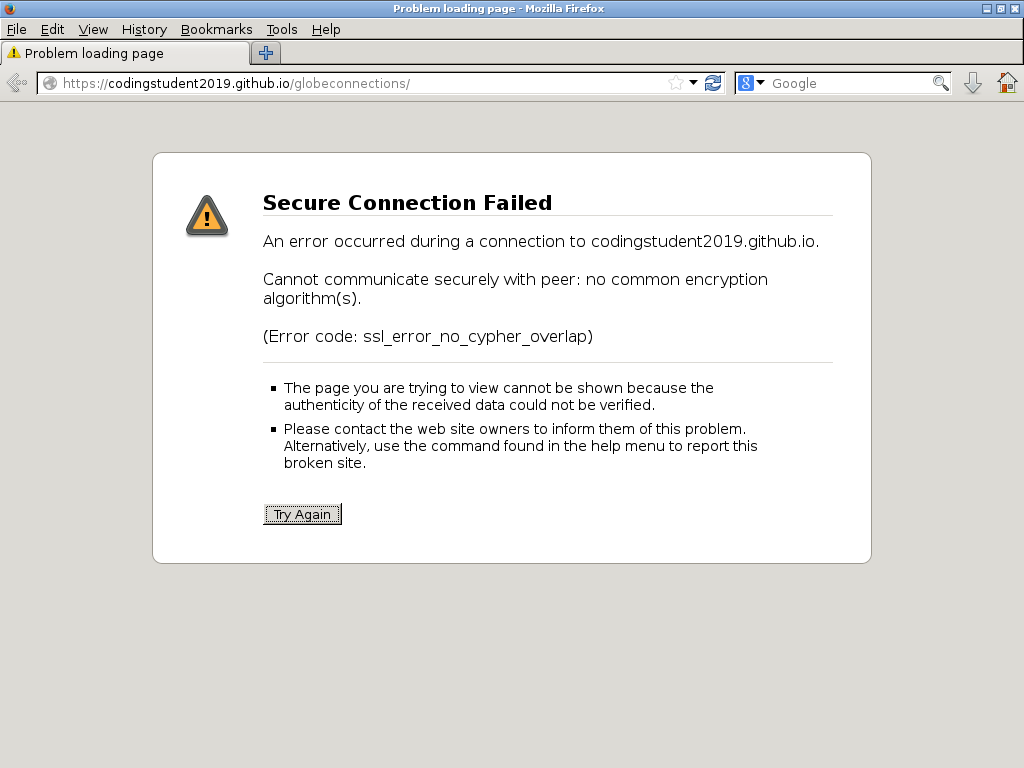 Problem loading page - Mozilla Firefox
File Edit View History Bookmarks Tools Help
Problem loading page
https://codingstudent2019.github.io/globeconnections/
Google
Secure Connection Failed
An error occurred during a connection to codingstudent2019.github.io.
Cannot communicate securely with peer: no common encryption
algorithm(s).
(Error code: ssl_error_no_cypher_overlap)
The page you are trying to view cannot be shown because the
authenticity of the received data could not be verified.
Please contact the web site owners to inform them of this problem.
Alternatively, use the command found in the help menu to report this
broken site.
Try Again